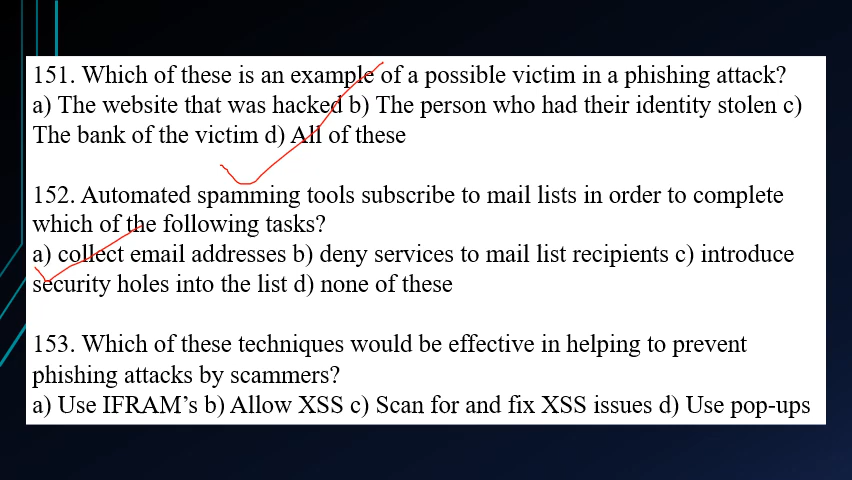 151. Which of these is an example of a possible victim in a phishing attack?
a) The website that was hacked b) The person who had their identity stolen c)
The bank of the victim d) All of these
152. Automated spamming tools subscribe to mail lists in order to complete
which of the following tasks?
a) collect email addresses b) deny services to mail list recipients c) introduce
security holes into the list d) none of these
153. Which of these techniques would be effective in helping to prevent
phishing attacks by scammers?
a) Use IFRAM’s b) Allow XSS c) Scan for and fix XSS issues d) Use pop-ups